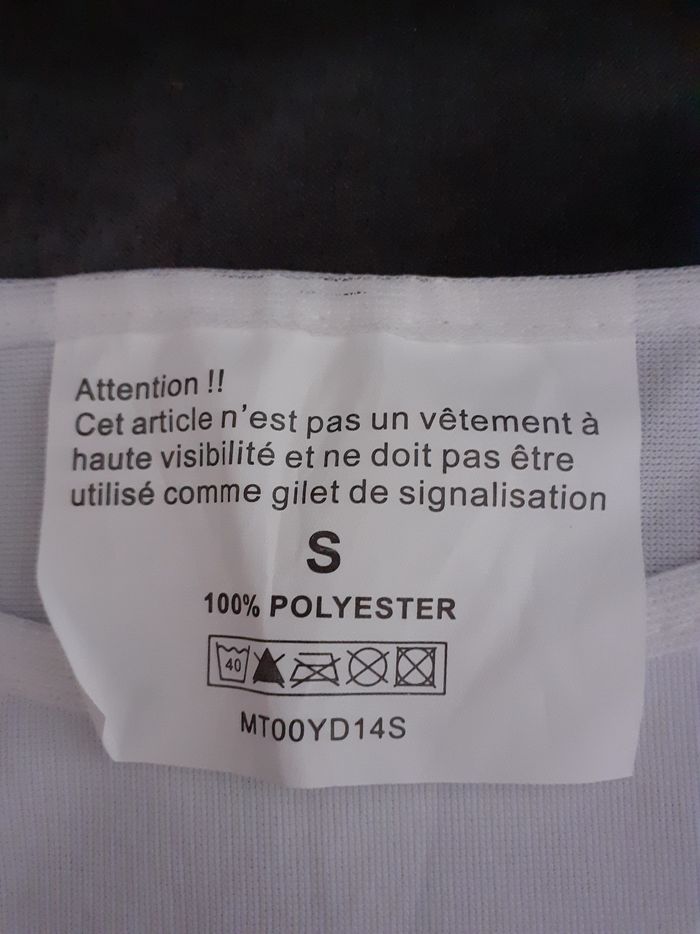 Attention !!
Cet article n'est pas un vêtement à
haute visibilité et ne doit pas être
utilisé comme gilet de signalisation
S
100% POLYESTER
40
MT00YD14S